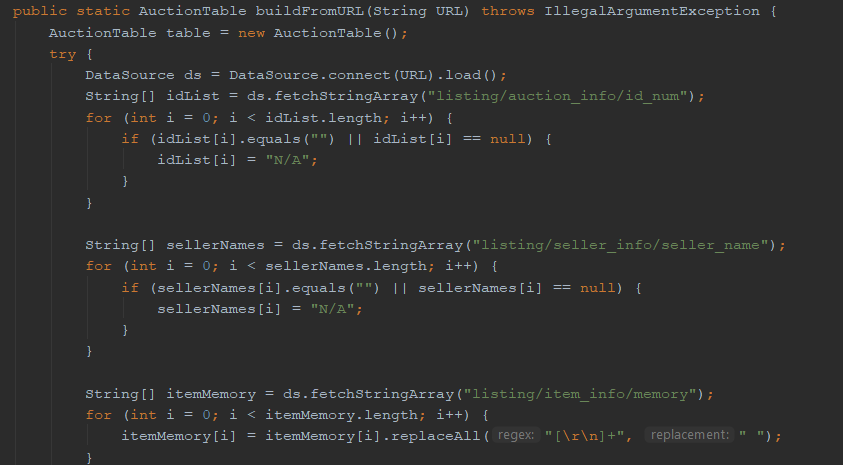 public static AuctionTable buildFromURL(String URL) throws IllegalArgumentException {
    AuctionTable table = new AuctionTable();
    try {
        DataSource ds = DataSource.connect(URL).load();
        String[] idList = ds.fetchStringArray("listing/auction_info/id_num");
        for (int i = 0; i < idList.length; i++) {
            if (idList[i].equals("") || idList[i] == null) {
                idList[i] = "N/A";
            }
        }

        String[] sellerNames = ds.fetchStringArray("listing/seller_info/seller_name");
        for (int i = 0; i < sellerNames.length; i++) {
            if (sellerNames[i].equals("") || sellerNames[i] == null) {
                sellerNames[i] = "N/A";
            }
        }

        String[] itemMemory = ds.fetchStringArray("listing/item_info/memory");
        for (int i = 0; i < itemMemory.length; i++) {
            itemMemory[i] = itemMemory[i].replaceAll( regex: "[\r\n]+", replacement: " ");
        }